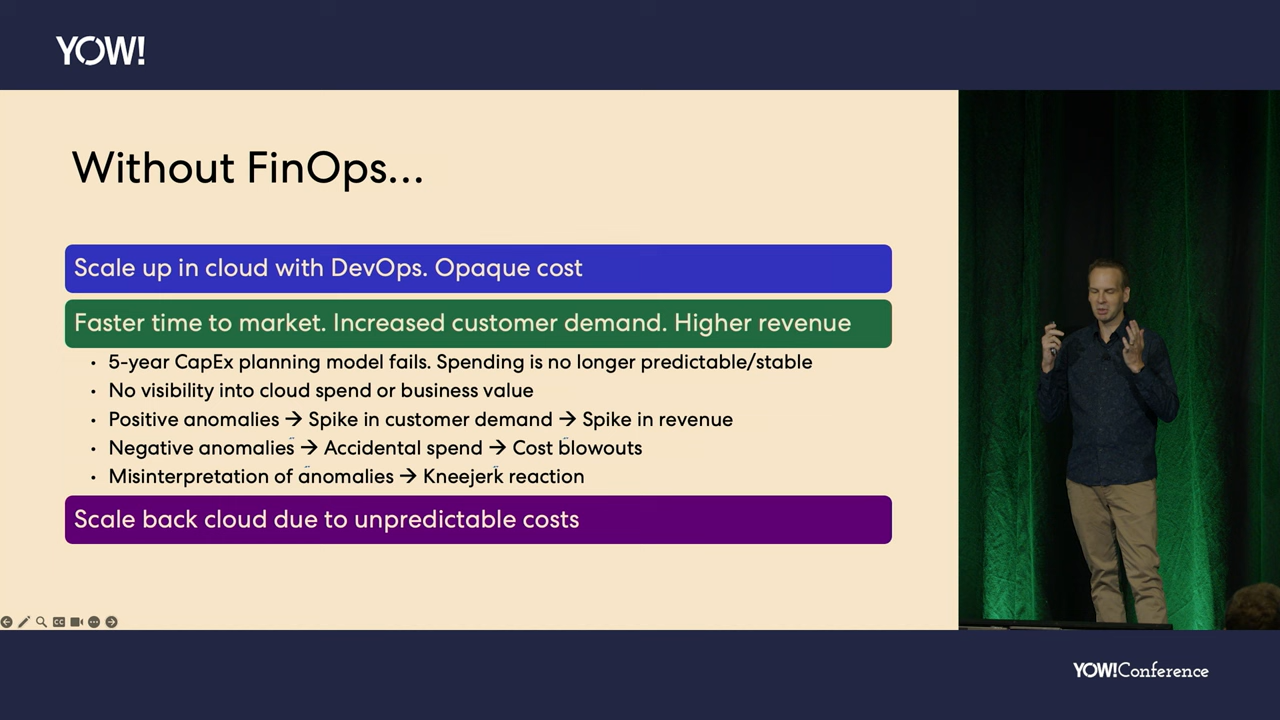 YOW!
Without FinOps...
Scale up in cloud with DevOps. Opaque cost
Faster time to market. Increased customer demand. Higher revenue
• 5-year CapEx planning model fails. Spending is no longer predictable/stable
• No visibility into cloud spend or business value
• Positive anomalies → Spike in customer demand → Spike in revenue
• Negative anomalies → Accidental spend → Cost blowouts
• Misinterpretation of anomalies → Kneejerk reaction
Scale back cloud due to unpredictable costs
CC
YOW!Conference